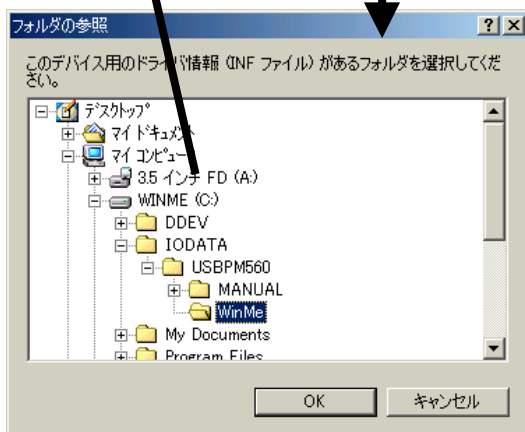 フォルダの参照
このデバイス用のドライバ情報 (INF ファイル) があるフォルダを選択してくだ
さい。
デスクトップ
マイ ドキュメント
マイ コンピュータ
3.5 インチ FD (A:)
WINME (C:)
DDEV
IODATA
USBPM560
MANUAL
WinMe
My Documents
Program Files
OK
キャンセル